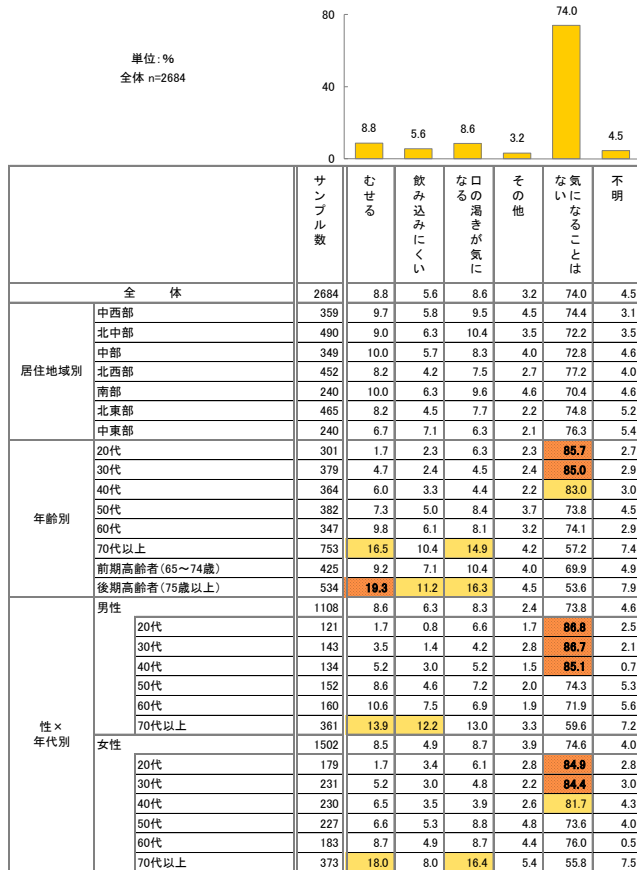 単位：%
全体 n=2684
80
40
0
8.8
5.6
8.6
3.2
74.0
4.5
サンプル数
むせる
飲み込みにくい
口の渇きが気になる
その他
気になることはない
不明
全 体 2684 8.8 5.6 8.6 3.2 74.0 4.5
居住地域別
中西部 359 9.7 5.8 9.5 4.5 74.4 3.1
北中部 490 9.0 6.3 10.4 3.5 72.2 3.5
中部 349 10.0 5.7 8.3 4.0 72.8 4.6
北西部 452 8.2 4.2 7.5 2.7 77.2 4.0
南部 240 10.0 6.3 9.6 4.6 70.4 4.6
北東部 465 8.2 4.5 7.7 2.2 74.8 5.2
中東部 240 6.7 7.1 6.3 2.1 76.3 5.4
年齢別
20代 301 1.7 2.3 6.3 2.3 85.7 2.7
30代 379 4.7 2.4 4.5 2.4 85.0 2.9
40代 364 6.0 3.3 4.4 2.2 83.0 3.0
50代 382 7.3 5.0 8.4 3.7 73.8 4.5
60代 347 9.8 6.1 8.1 3.2 74.1 2.9
70代以上 753 16.5 10.4 14.9 4.2 57.2 7.4
前期高齢者（65～74歳） 425 9.2 7.1 10.4 4.0 69.9 4.9
後期高齢者（75歳以上） 534 19.3 11.2 16.3 4.5 53.6 7.9
性×年代別
男性 1108 8.6 6.3 8.3 2.4 73.8 4.6
20代 121 1.7 0.8 6.6 1.7 86.8 2.5
30代 143 3.5 1.4 4.2 2.8 86.7 2.1
40代 134 5.2 3.0 5.2 1.5 85.1 0.7
50代 152 8.6 4.6 7.2 2.0 74.3 5.3
60代 160 10.6 7.5 6.9 1.9 71.9 5.6
70代以上 361 13.9 12.2 13.0 3.3 59.6 7.2
女性 1502 8.5 4.9 8.7 3.9 74.6 4.0
20代 179 1.7 3.4 6.1 2.8 84.9 2.8
30代 231 5.2 3.0 4.8 2.2 84.4 3.0
40代 230 6.5 3.5 3.9 2.6 81.7 4.3
50代 227 6.6 5.3 8.8 4.8 73.6 4.0
60代 183 8.7 4.9 8.7 4.4 76.0 0.5
70代以上 373 18.0 8.0 16.4 5.4 55.8 7.5